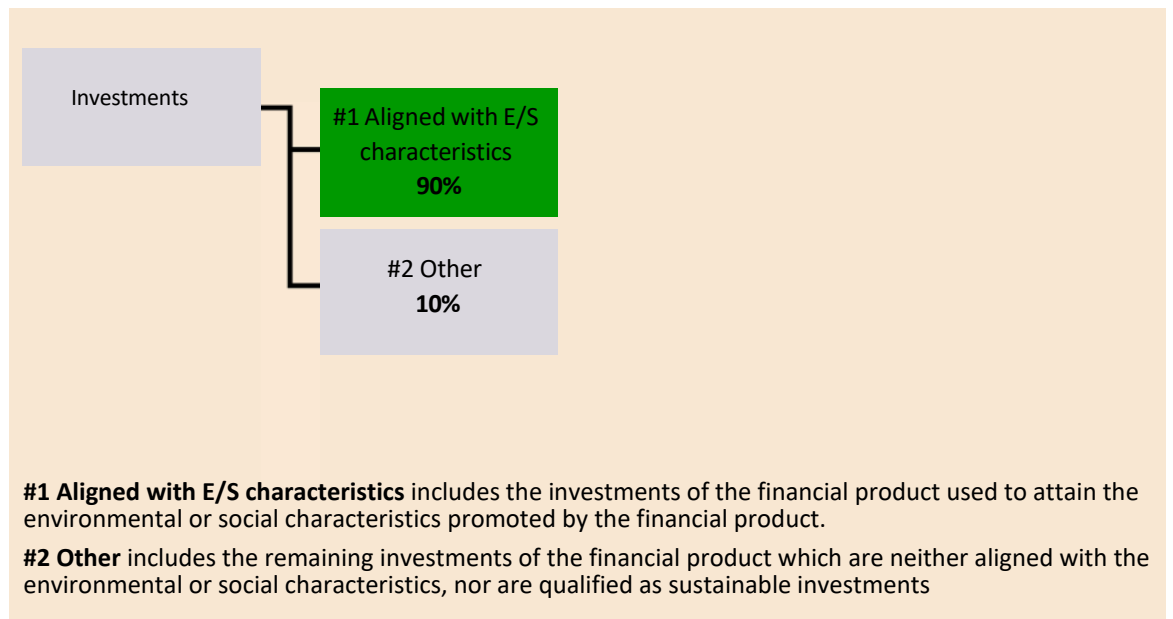 Investments
#1 Aligned with E/S
characteristics
90%
#2 Other
10%
#1 Aligned with E/S characteristics includes the investments of the financial product used to attain the
environmental or social characteristics promoted by the financial product.
#2 Other includes the remaining investments of the financial product which are neither aligned with the
environmental or social characteristics, nor are qualified as sustainable investments